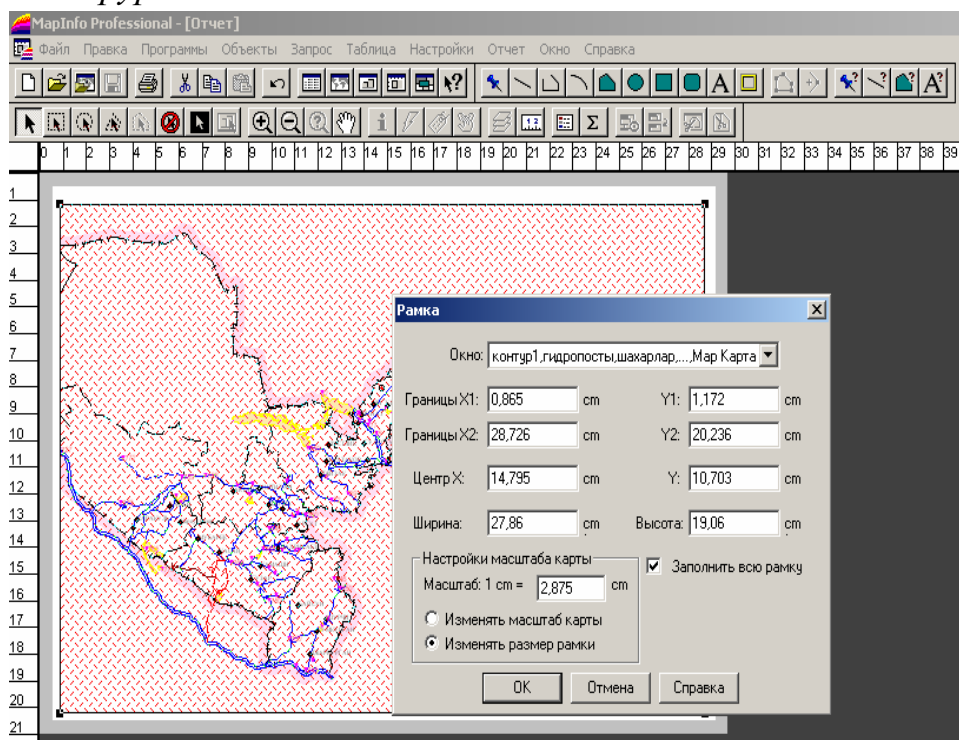 MapInfo Professional - [Отчет]
Файл Правка Программы Объекты Запрос Таблица Настройки Отчет Окно Справка
0 1 2 3 4 5 6 7 8 9 10 11 12 13 14 15 16 17 18 19 20 21 22 23 24 25 26 27 28 29 30 31 32 33 34 35 36 37 38 39
1
2
3
4
5
6
7
8
9
10
11
12
13
14
15
16
17
18
19
20
21
Рамка
Окно: контур1,гидропосты,шахарлар,...,Map Карта
Границы X1: 0,865 cm Y1: 1,172 cm
Границы X2: 28,726 cm Y2: 20,236 cm
Центр X: 14,795 cm Y: 10,703 cm
Ширина: 27,86 cm Высота: 19,06 cm
Настройки масштаба карты
Заполнить всю рамку
Масштаб: 1 cm = 2,875 cm
Изменять масштаб карты
Изменять размер рамки
OK Отмена Справка